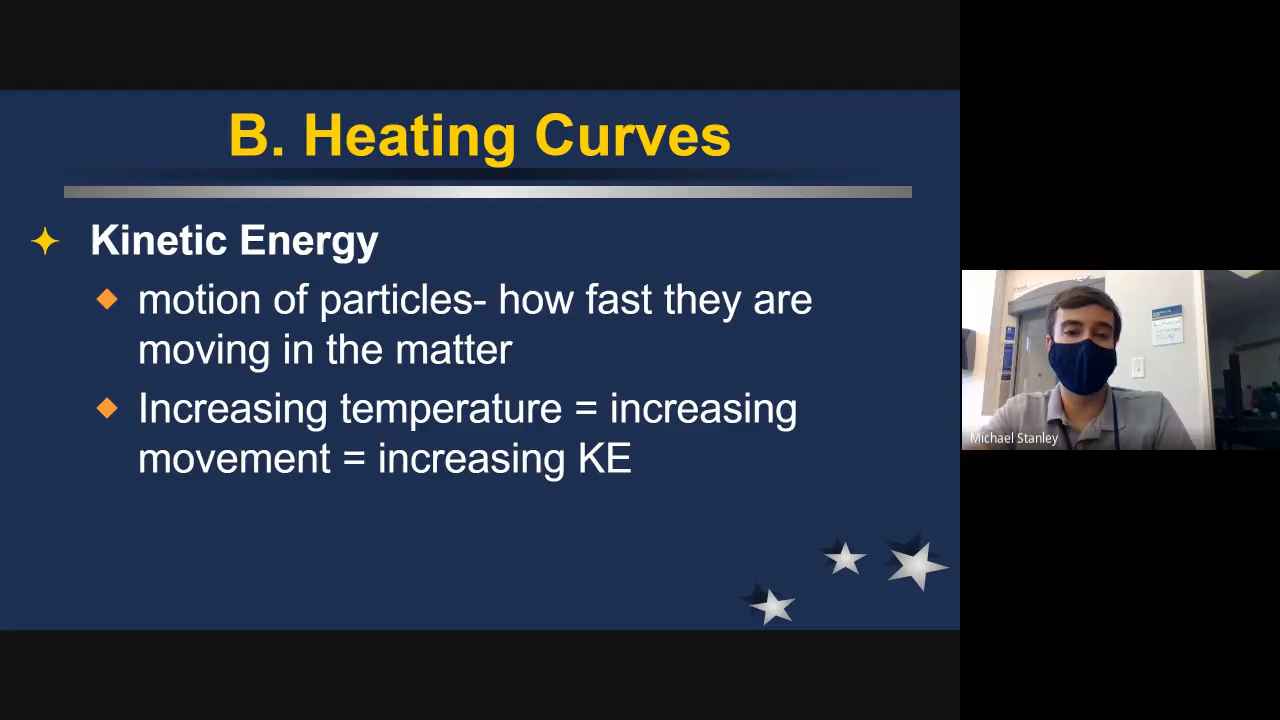 B. Heating Curves
Kinetic Energy
motion of particles- how fast they are
moving in the matter
Increasing temperature = increasing
movement = increasing KE
Michael Stanley